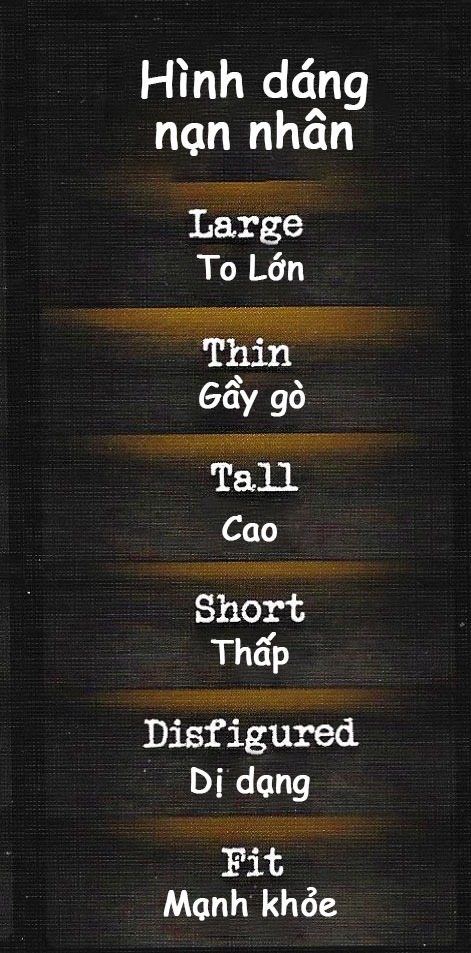 Hình dáng
nạn nhân
Large
To Lớn
Thin
Gầy gò
Tall
Cao
Short
Thấp
Disfigured
Dị dạng
Fit
Mạnh khỏe